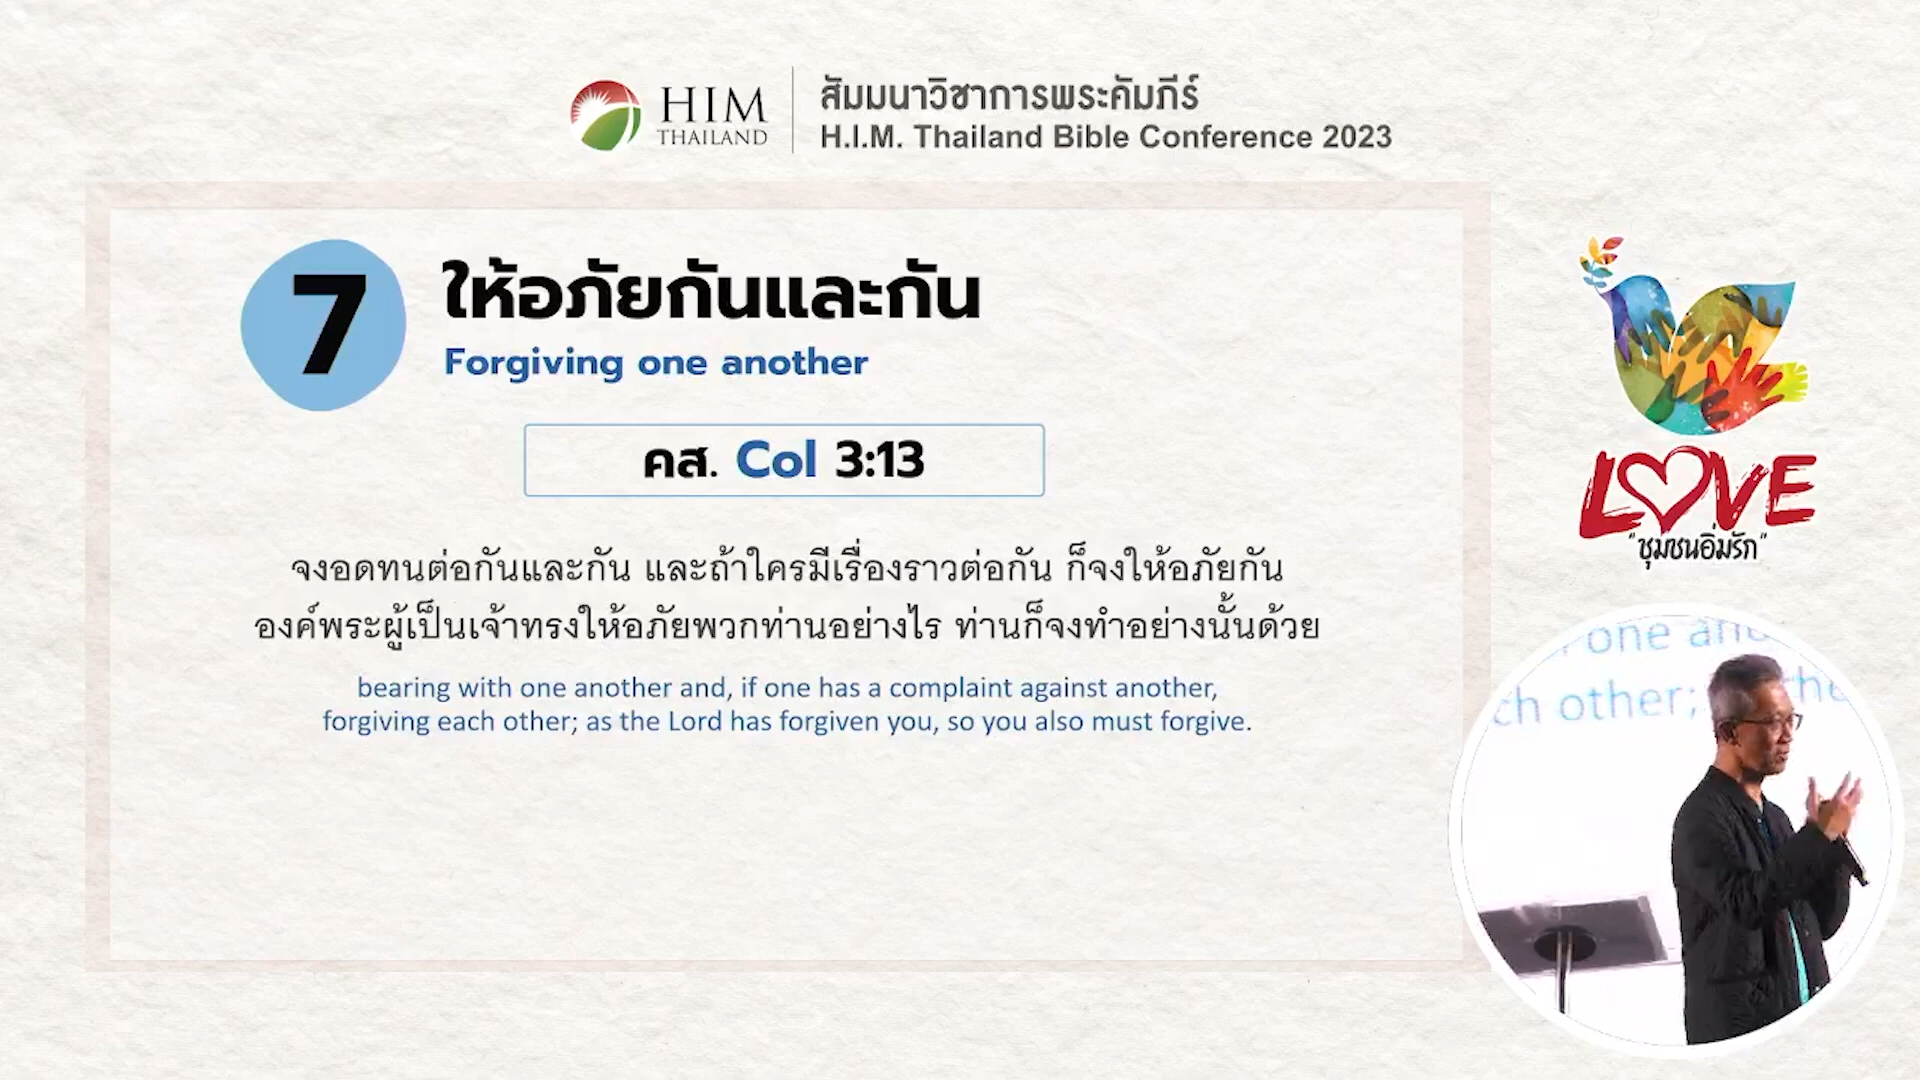 HIM
THAILAND
สัมมนาวิชาการพระคัมภีร์
H.I.M. Thailand Bible Conference 2023
7
ให้อภัยกันและกัน
Forgiving one another
คส. Col 3:13
จงอดทนต่อกันและกัน และถ้าใครมีเรื่องราวต่อกัน ก็จงให้อภัยกัน
องค์พระผู้เป็นเจ้าทรงให้อภัยพวกท่านอย่างไร ท่านก็จงทำอย่างนั้นด้วย
bearing with one another and, if one has a complaint against another,
forgiving each other; as the Lord has forgiven you, so you also must forgive.
LOVE
"ชุมชนอิ่มรัก"
one
other;